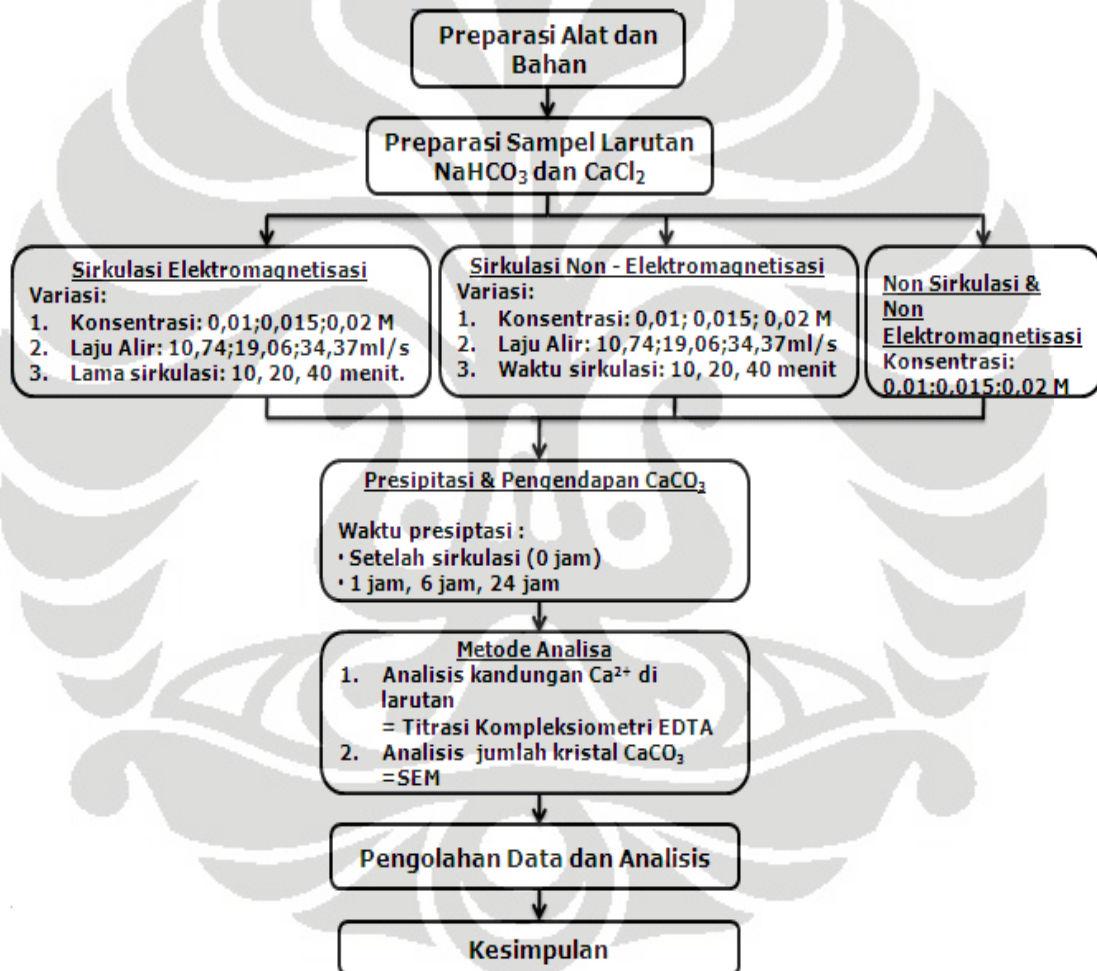 Preparasi Alat dan
Bahan
Preparasi Sampel Larutan
NaHCO₃ dan CaCl₂
Sirkulasi Elektromagnetisasi
Variasi:
1. Konsentrasi: 0,01;0,015;0,02 M
2. Laju Alir: 10,74;19,06;34,37ml/s
3. Lama sirkulasi: 10, 20, 40 menit.
Sirkulasi Non - Elektromagnetisasi
Variasi:
1. Konsentrasi: 0,01; 0,015; 0,02 M
2. Laju Alir: 10,74;19,06;34,37ml/s
3. Waktu sirkulasi: 10, 20, 40 menit
Non Sirkulasi &
Non
Elektromagnetisasi
Konsentrasi:
0,01;0,015;0,02 M
Presipitasi & Pengendapan CaCO₃
Waktu presiptasi :
• Setelah sirkulasi (0 jam)
• 1 jam, 6 jam, 24 jam
Metode Analisa
1. Analisis kandungan Ca²⁺ di
larutan
= Titrasi Kompleksiometri EDTA
2. Analisis jumlah kristal CaCO₃
=SEM
Pengolahan Data dan Analisis
Kesimpulan